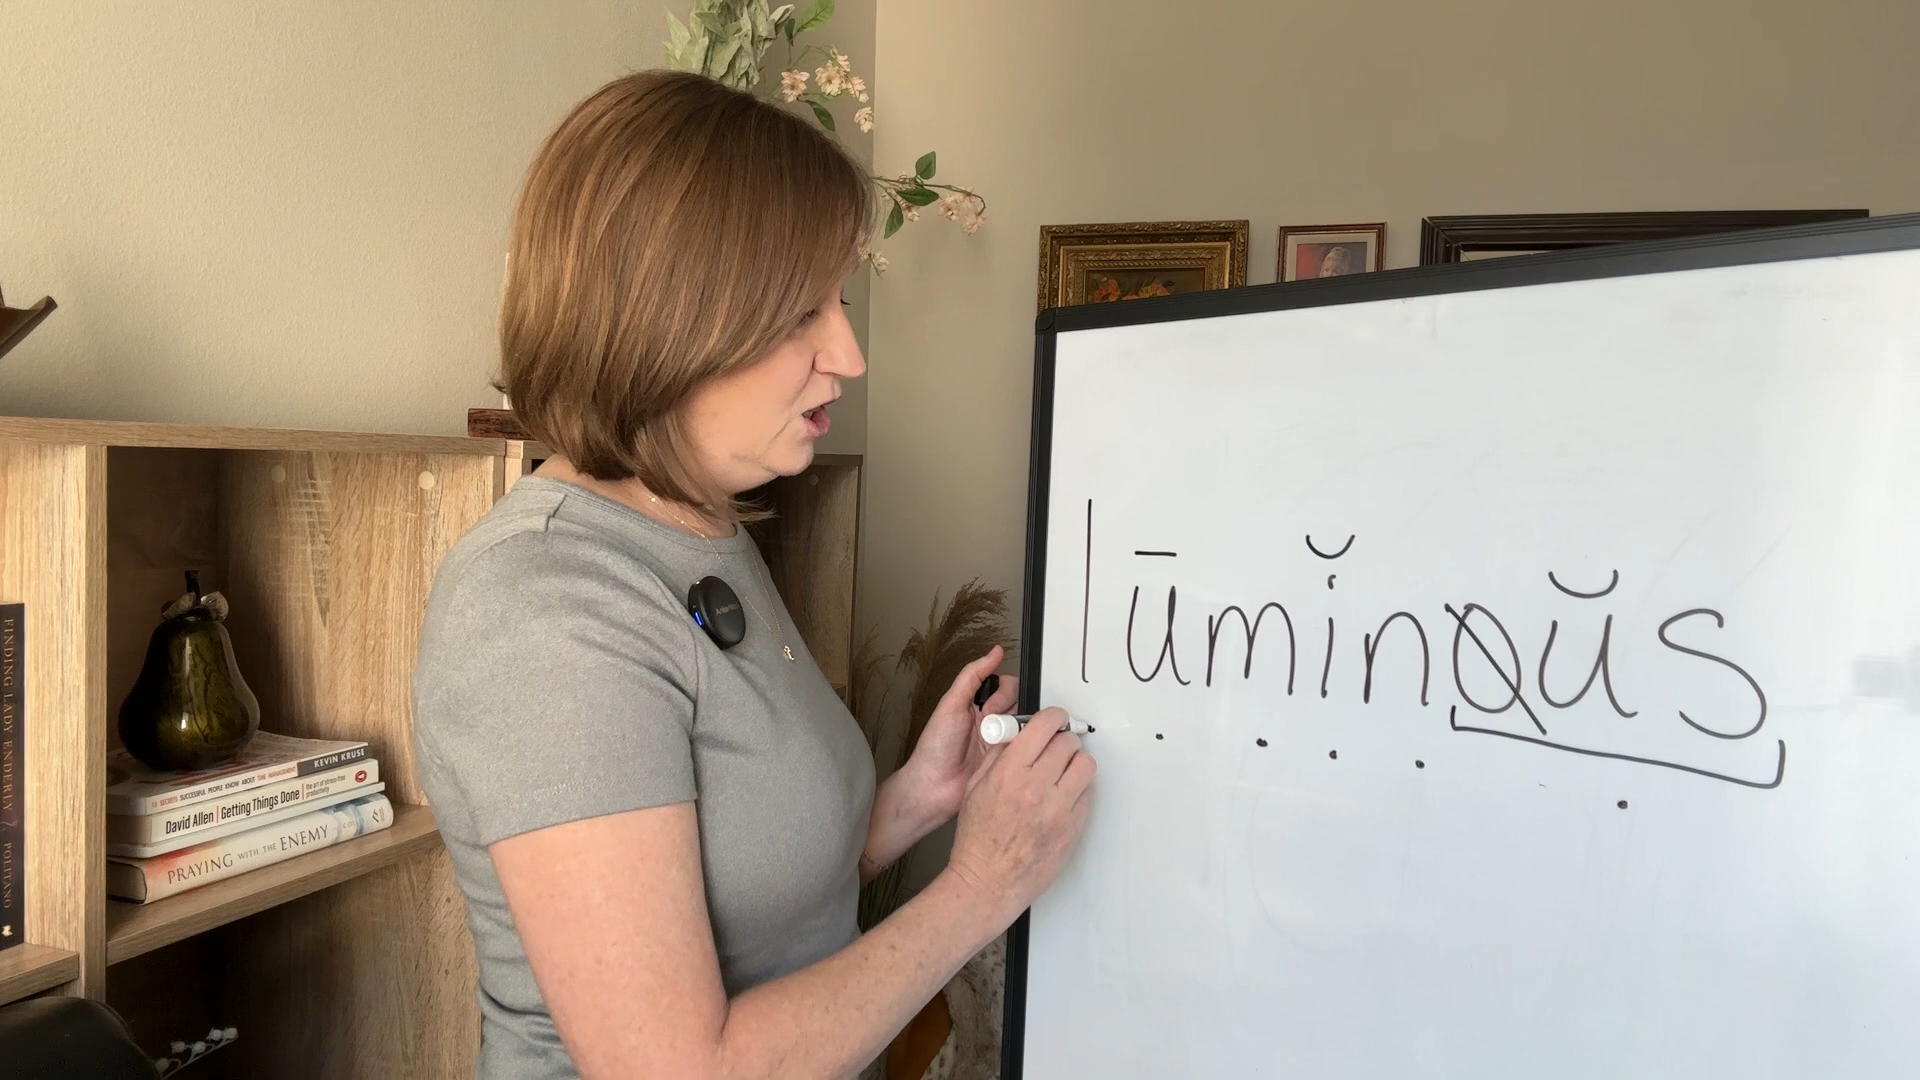 lūmĭnoŭs
KEVIN KRUSE
15 SECRETS SUCCESSFUL PEOPLE KNOW ABOUT TIME MANAGEMENT
David Allen | Getting Things Done | the art of stress-free productivity
PRAYING WITH THE ENEMY
FINDING LADY ENDERLY
POLITANO